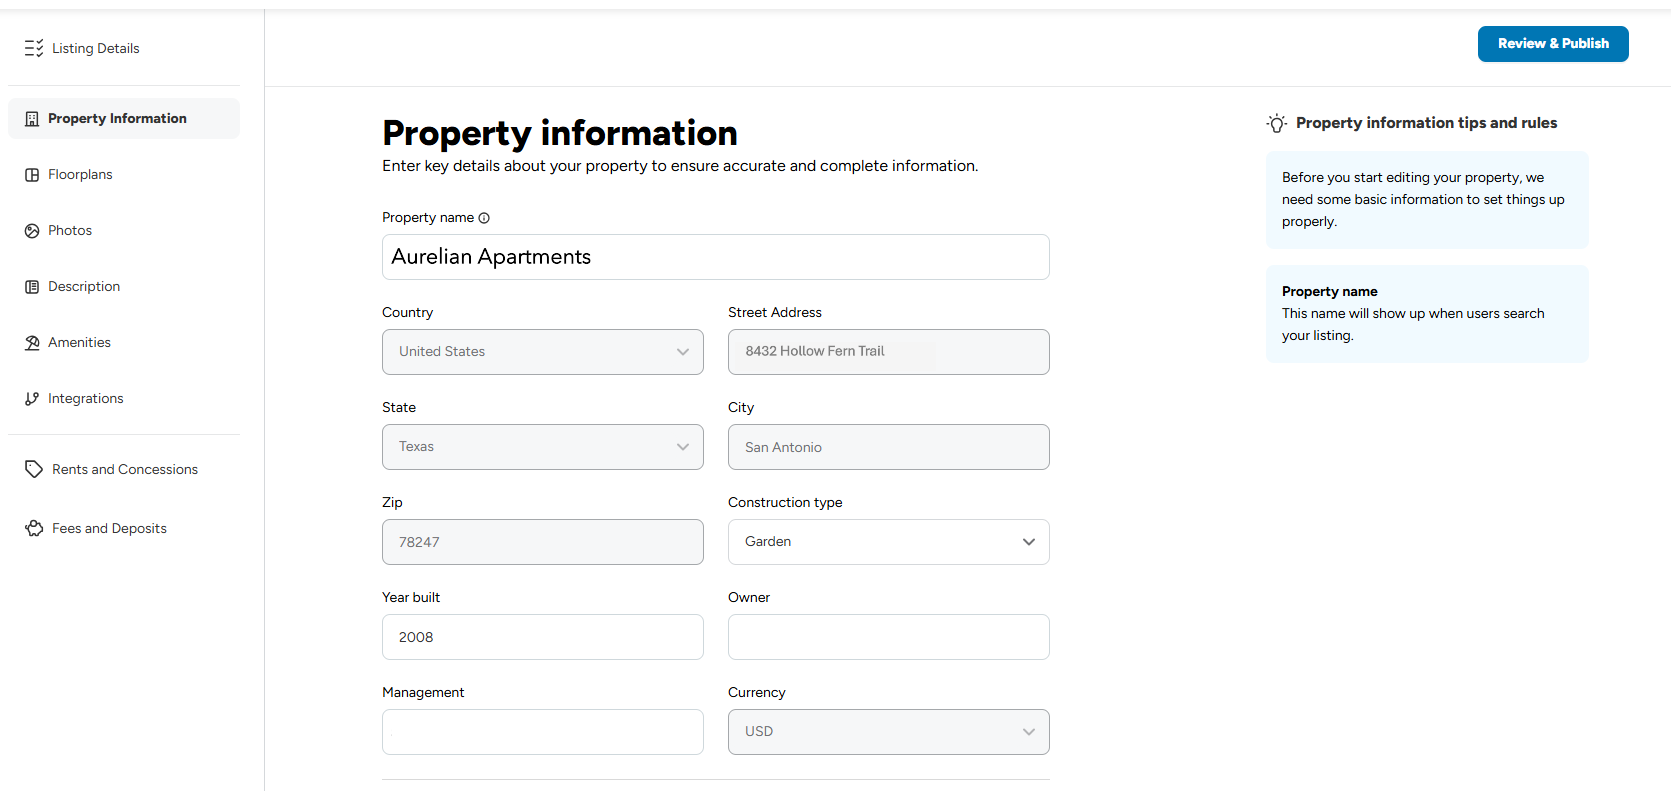 Listing Details
Property Information
Floorplans
Photos
Description
Amenities
Integrations
Rents and Concessions
Fees and Deposits
Review & Publish
Property information
Enter key details about your property to ensure accurate and complete information.
Property name
Aurelian Apartments
Country
Street Address
United States
8432 Hollow Fern Trail
State
City
Texas
San Antonio
Zip
Construction type
78247
Garden
Year built
Owner
2008
Management
Currency
USD
Property information tips and rules
Before you start editing your property, we
need some basic information to set things up
properly.
Property name
This name will show up when users search
your listing.